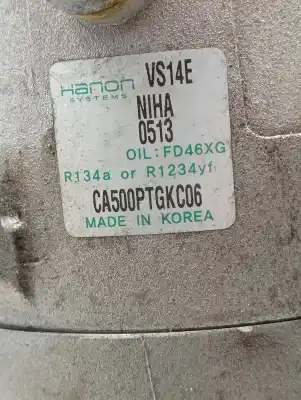 Hanon VS14E
SYSTEMS
NIHA
0513
OIL:FD46XG
R134a or R1234yf
CA500PTGKC06
MADE IN KOREA